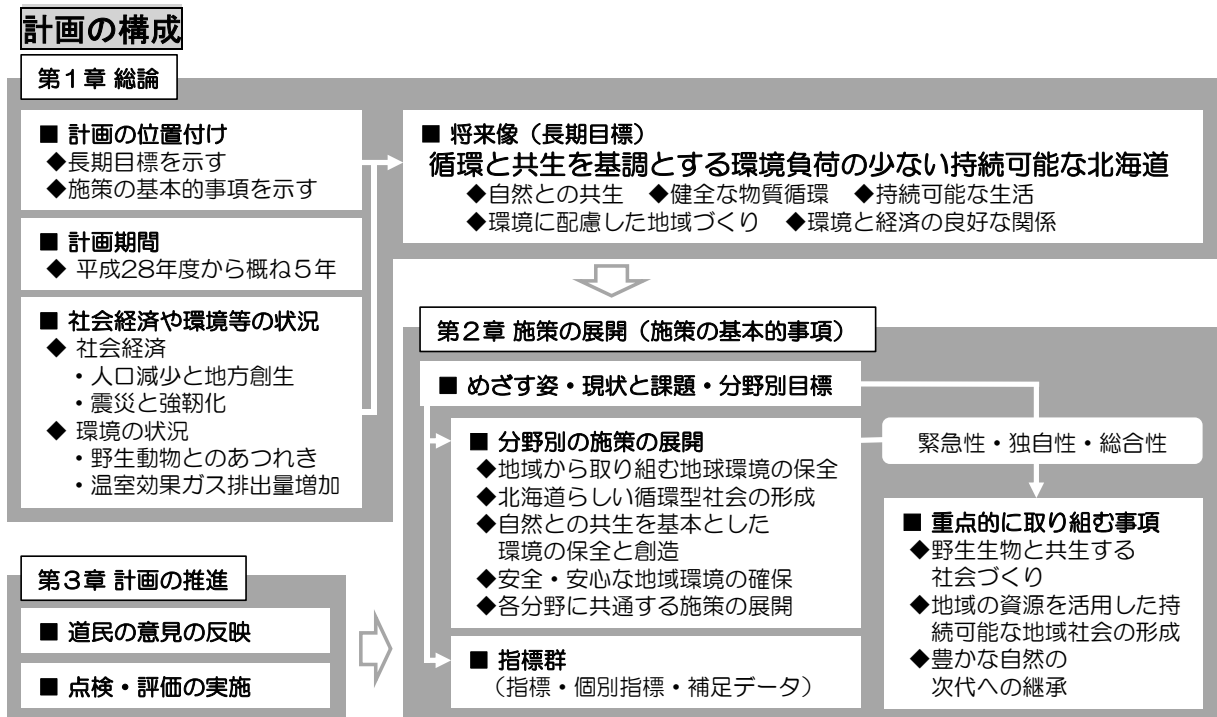 計画の構成
第1章 総論
■ 計画の位置付け
◆長期目標を示す
◆施策の基本的事項を示す
■ 計画期間
◆ 平成28年度から概ね5年
■ 社会経済や環境等の状況
◆ 社会経済
・人口減少と地方創生
・震災と強靭化
◆ 環境の状況
・野生動物とのあつれき
・温室効果ガス排出量増加
■ 将来像（長期目標）
循環と共生を基調とする環境負荷の少ない持続可能な北海道
◆自然との共生 ◆健全な物質循環 ◆持続可能な生活
◆環境に配慮した地域づくり ◆環境と経済の良好な関係
第2章 施策の展開（施策の基本的事項）
■ めざす姿・現状と課題・分野別目標
■ 分野別の施策の展開
◆地域から取り組む地球環境の保全
◆北海道らしい循環型社会の形成
◆自然との共生を基本とした
環境の保全と創造
◆安全・安心な地域環境の確保
◆各分野に共通する施策の展開
■ 指標群
（指標・個別指標・補足データ）
緊急性・独自性・総合性
■ 重点的に取り組む事項
◆野生生物と共生する
社会づくり
◆地域の資源を活用した持
続可能な地域社会の形成
◆豊かな自然の
次代への継承
第3章 計画の推進
■ 道民の意見の反映
■ 点検・評価の実施